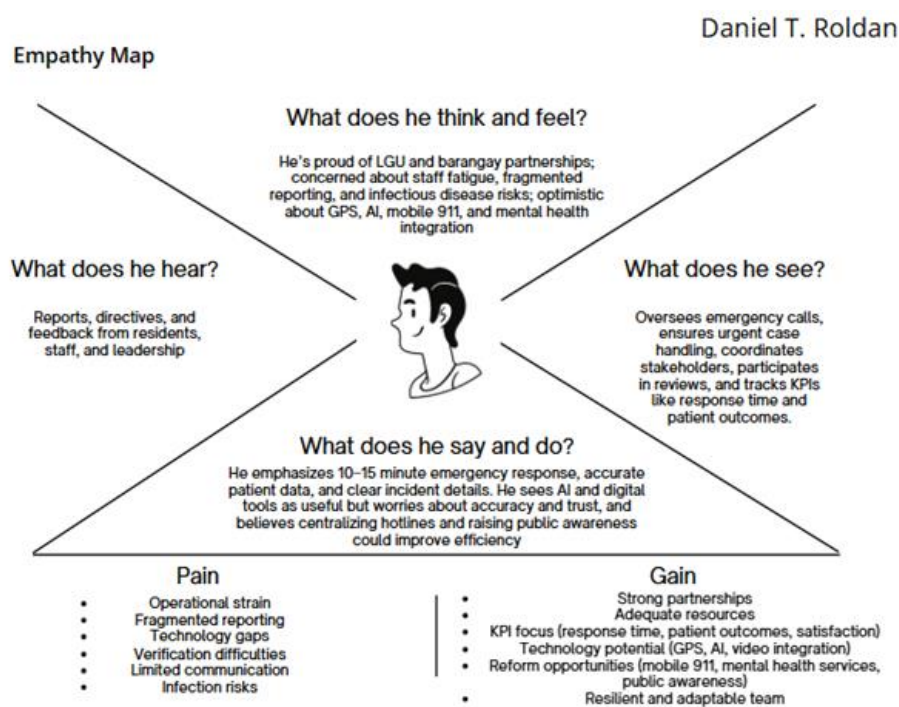 Daniel T. Roldan
Empathy Map
What does he think and feel?
He's proud of LGU and barangay partnerships;
concerned about staff fatigue, fragmented
reporting, and infectious disease risks; optimistic
about GPS, AI, mobile 911, and mental health
integration
What does he hear?
Reports, directives, and
feedback from residents,
staff, and leadership
What does he see?
Oversees emergency calls,
ensures urgent case
handling, coordinates
stakeholders, participates
in reviews, and tracks KPIs
like response time and
patient outcomes.
What does he say and do?
He emphasizes 10–15 minute emergency response, accurate
patient data, and clear incident details. He sees AI and digital
tools as useful but worries about accuracy and trust, and
believes centralizing hotlines and raising public awareness
could improve efficiency
Pain
• Operational strain
• Fragmented reporting
• Technology gaps
• Verification difficulties
• Limited communication
• Infection risks
Gain
• Strong partnerships
• Adequate resources
• KPI focus (response time, patient outcomes, satisfaction)
• Technology potential (GPS, AI, video integration)
• Reform opportunities (mobile 911, mental health services,
public awareness)
• Resilient and adaptable team